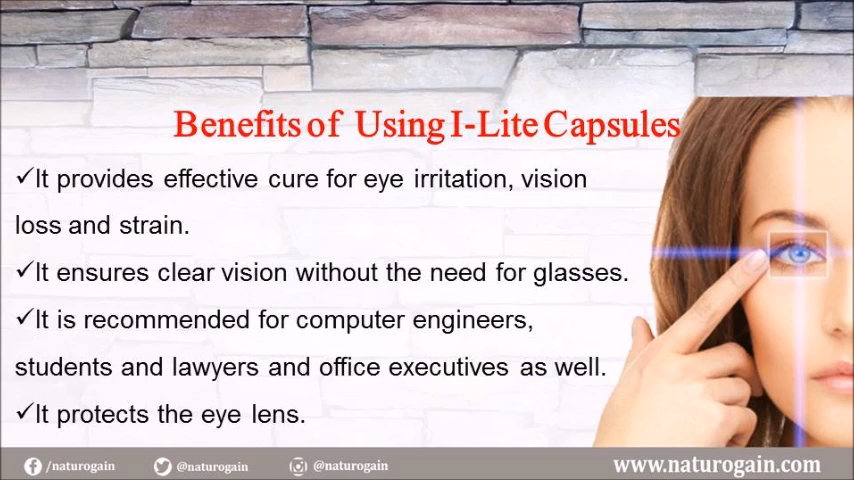 Benefits of Using I-Lite Capsules
✓It provides effective cure for eye irritation, vision
loss and strain.
✓It ensures clear vision without the need for glasses.
✓It is recommended for computer engineers,
students and lawyers and office executives as well.
✓It protects the eye lens.
/naturogain @naturogain @naturogain www.naturogain.com